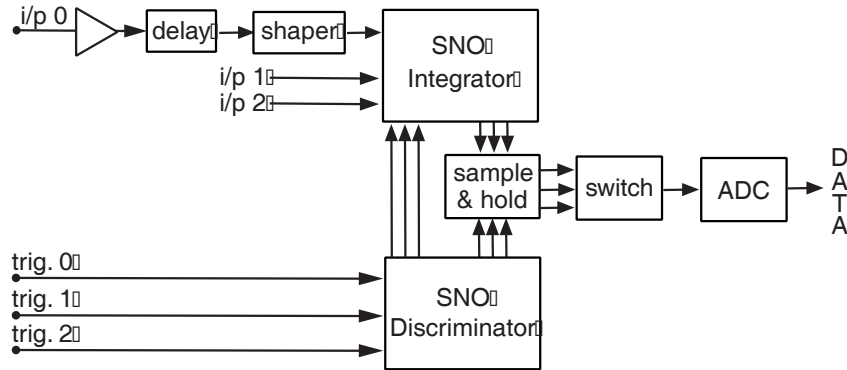 i/p 0
delay
shaper
SNO
Integrator
i/p 1
i/p 2
sample
& hold
switch
ADC
D
A
T
A
trig. 0
trig. 1
trig. 2
SNO
Discriminator